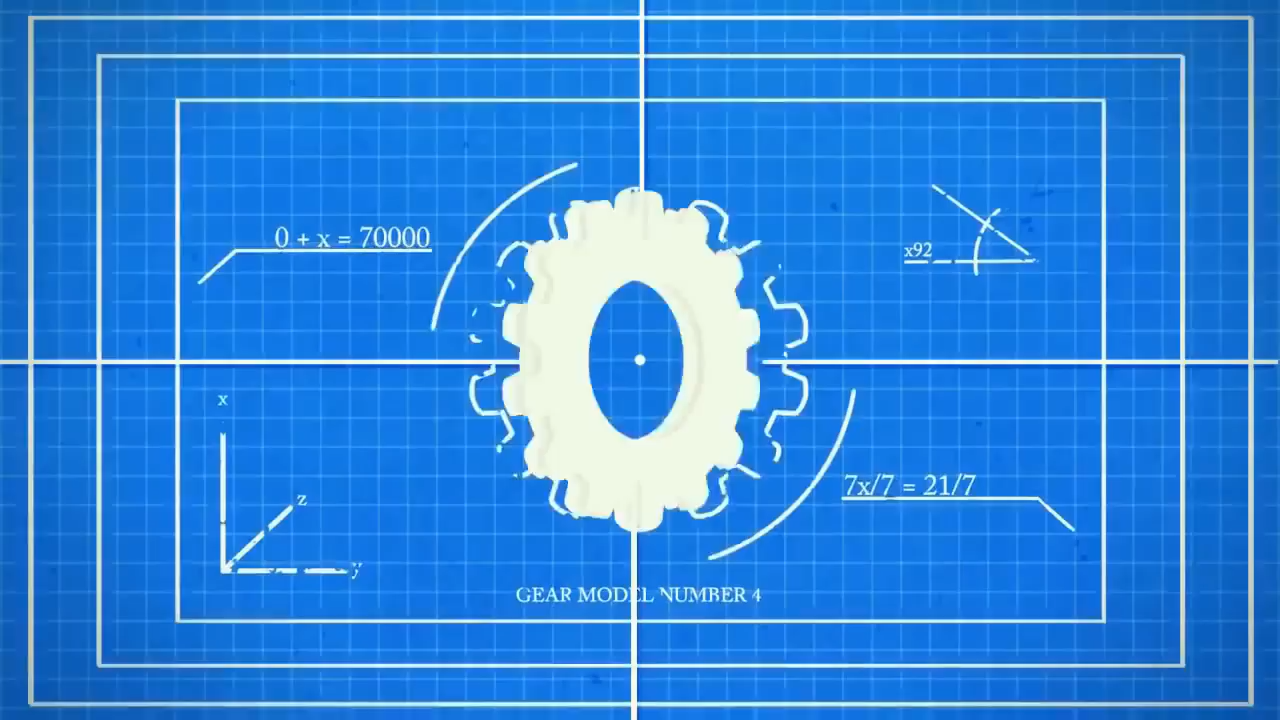 0 + x = 70000
x92
x
z
y
7x/7 = 21/7
GEAR MODEL NUMBER 4